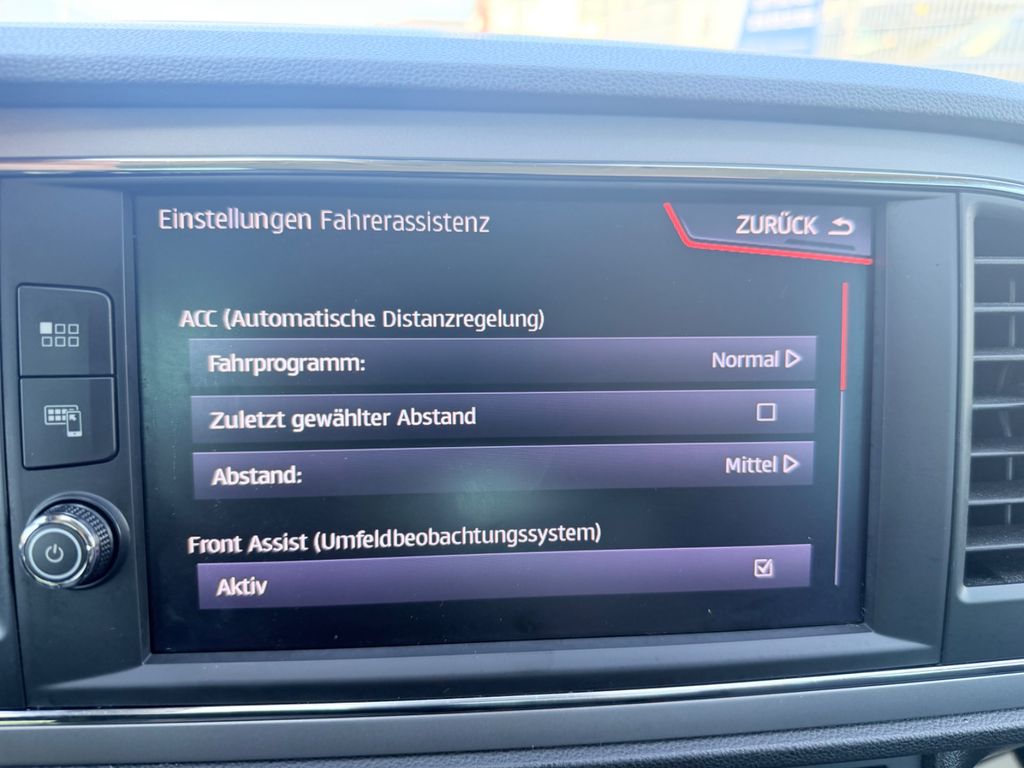 Einstellungen Fahrerassistenz
ZURÜCK
ACC (Automatische Distanzregelung)
Fahrprogramm: Normal
Zuletzt gewählter Abstand
Abstand: Mittel
Front Assist (Umfeldbeobachtungssystem)
Aktiv